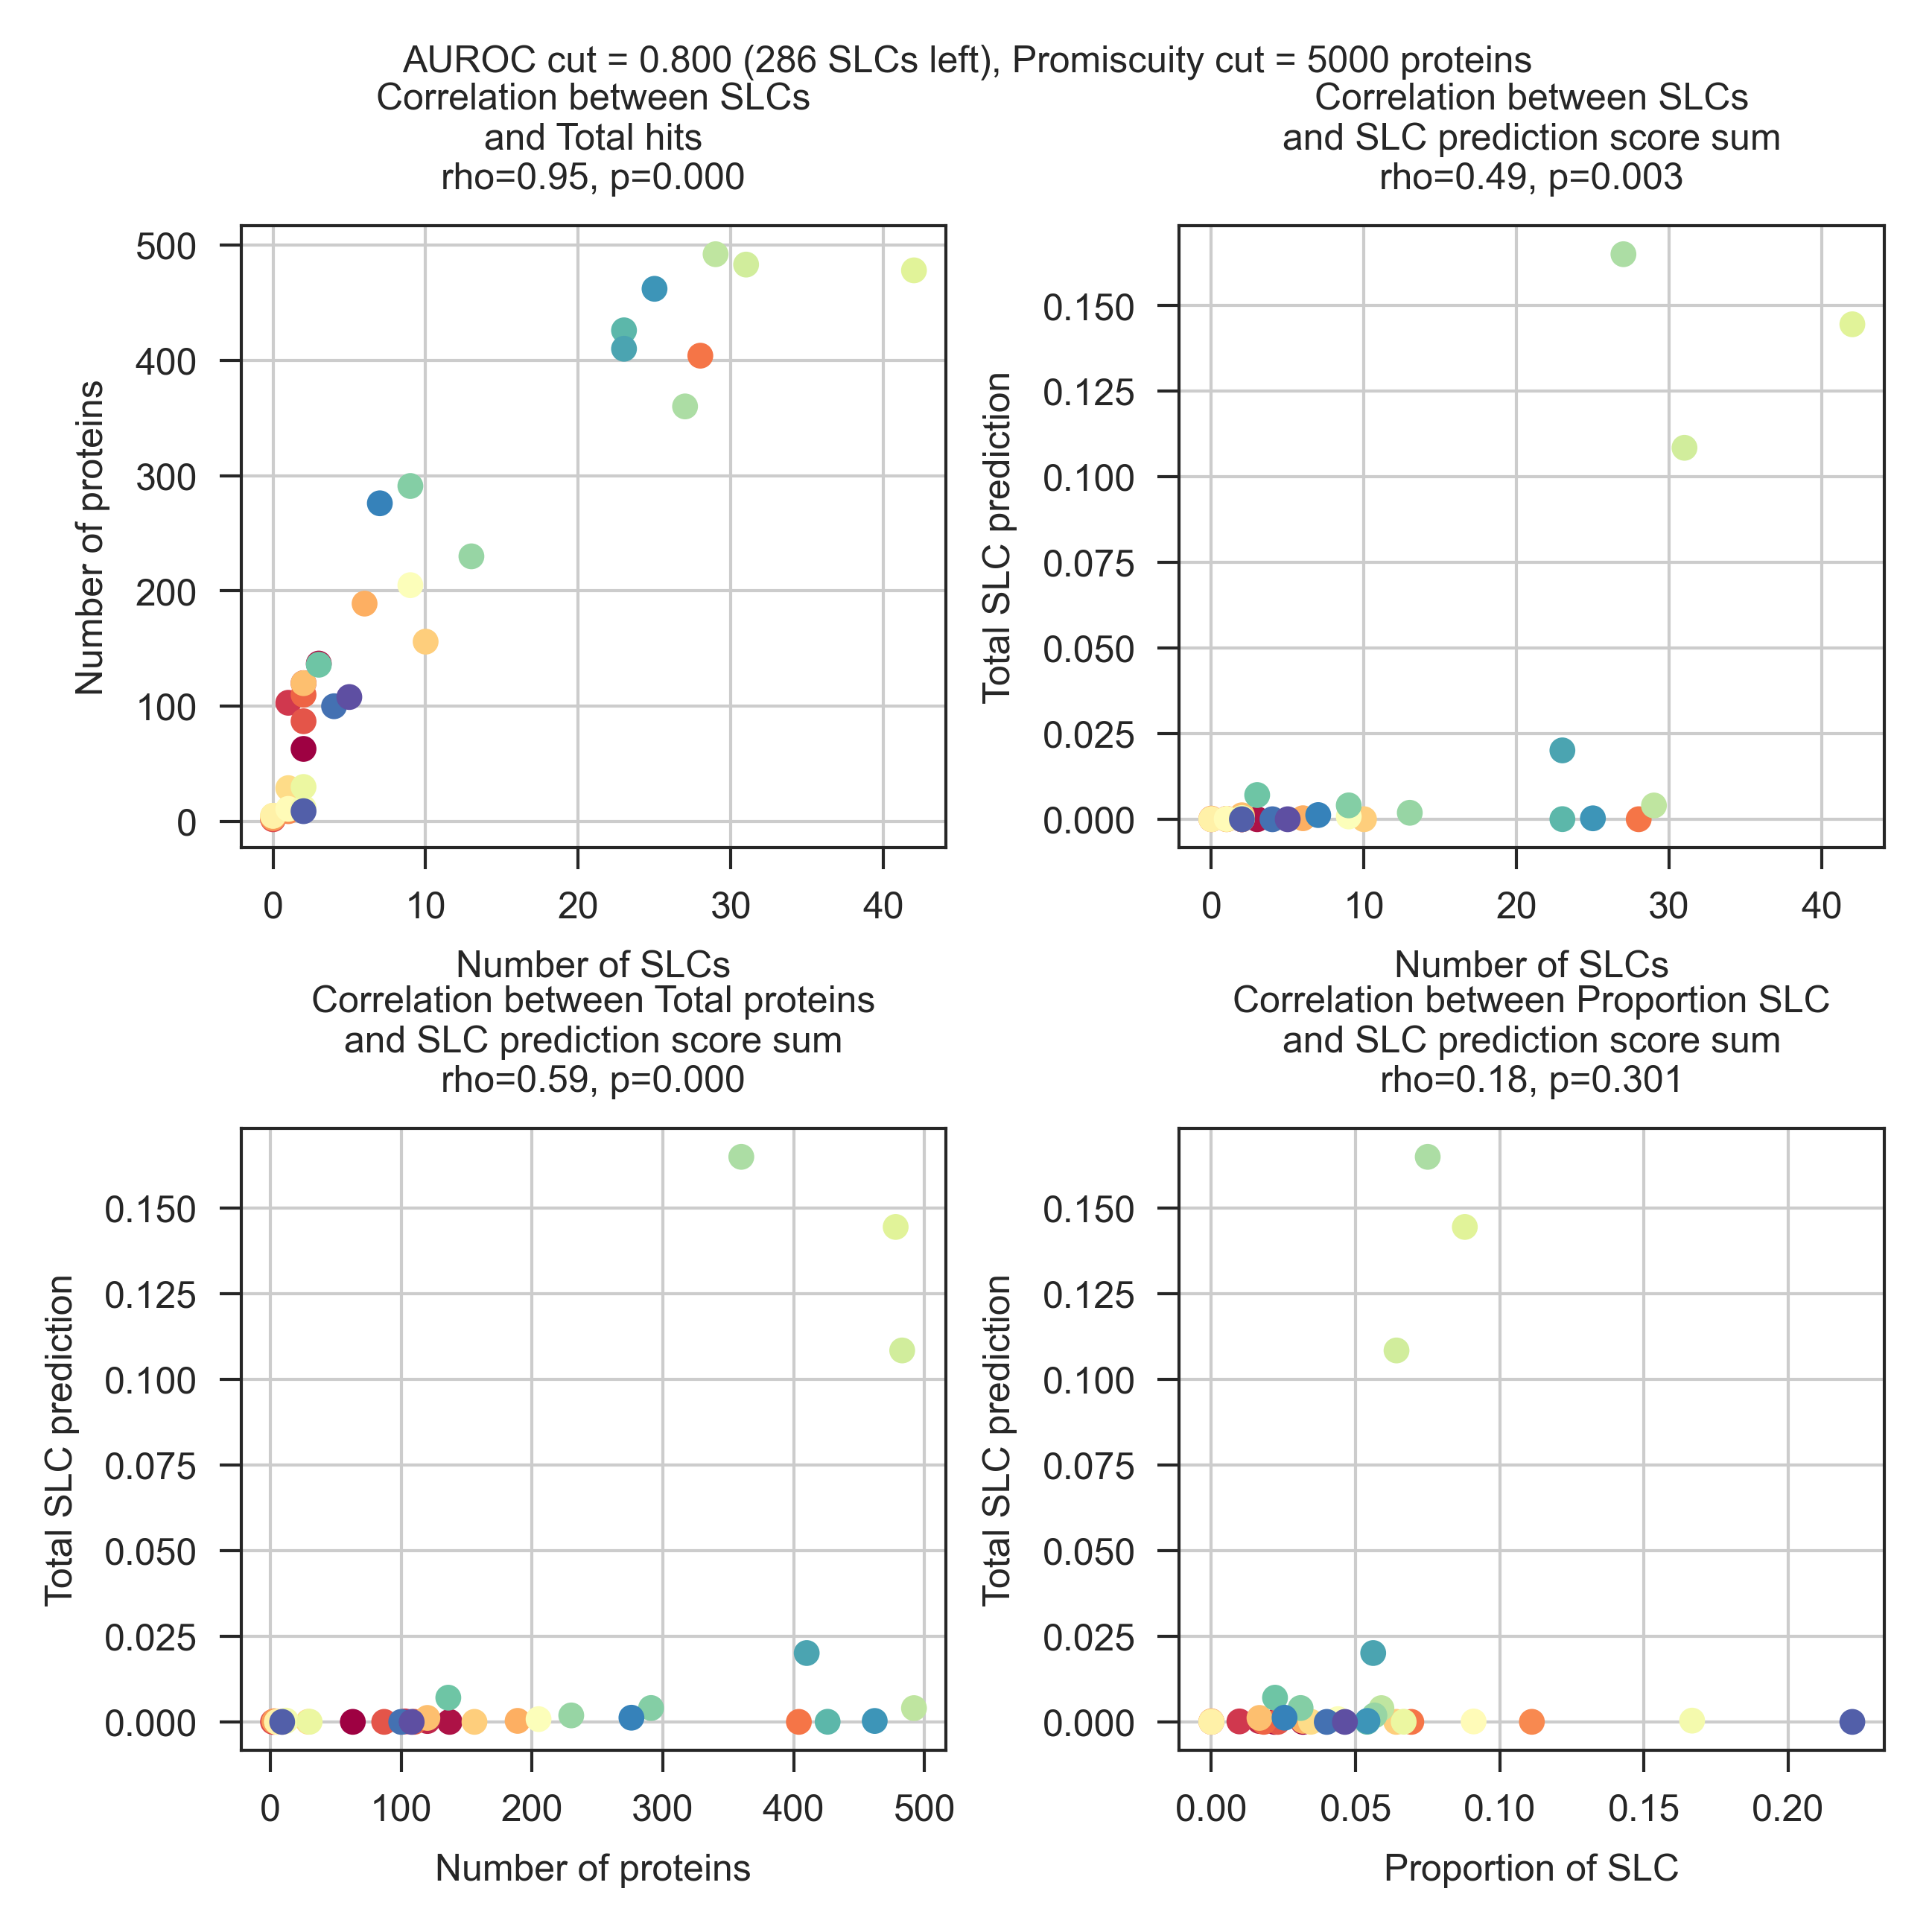 AUROC cut = 0.800 (286 SLCs left), Promiscuity cut = 5000 proteins
Correlation between SLCs
and Total hits
rho=0.95, p=0.000
500
400
300
200
100
0
Number of proteins
0 10 20 30 40
Number of SLCs
Correlation between SLCs
and SLC prediction score sum
rho=0.49, p=0.003
0.150
0.125
0.100
0.075
0.050
0.025
0.000
Total SLC prediction
0 10 20 30 40
Number of SLCs
Correlation between Total proteins
and SLC prediction score sum
rho=0.59, p=0.000
0.150
0.125
0.100
0.075
0.050
0.025
0.000
Total SLC prediction
0 100 200 300 400 500
Number of proteins
Correlation between Proportion SLC
and SLC prediction score sum
rho=0.18, p=0.301
0.150
0.125
0.100
0.075
0.050
0.025
0.000
Total SLC prediction
0.00 0.05 0.10 0.15 0.20
Proportion of SLC